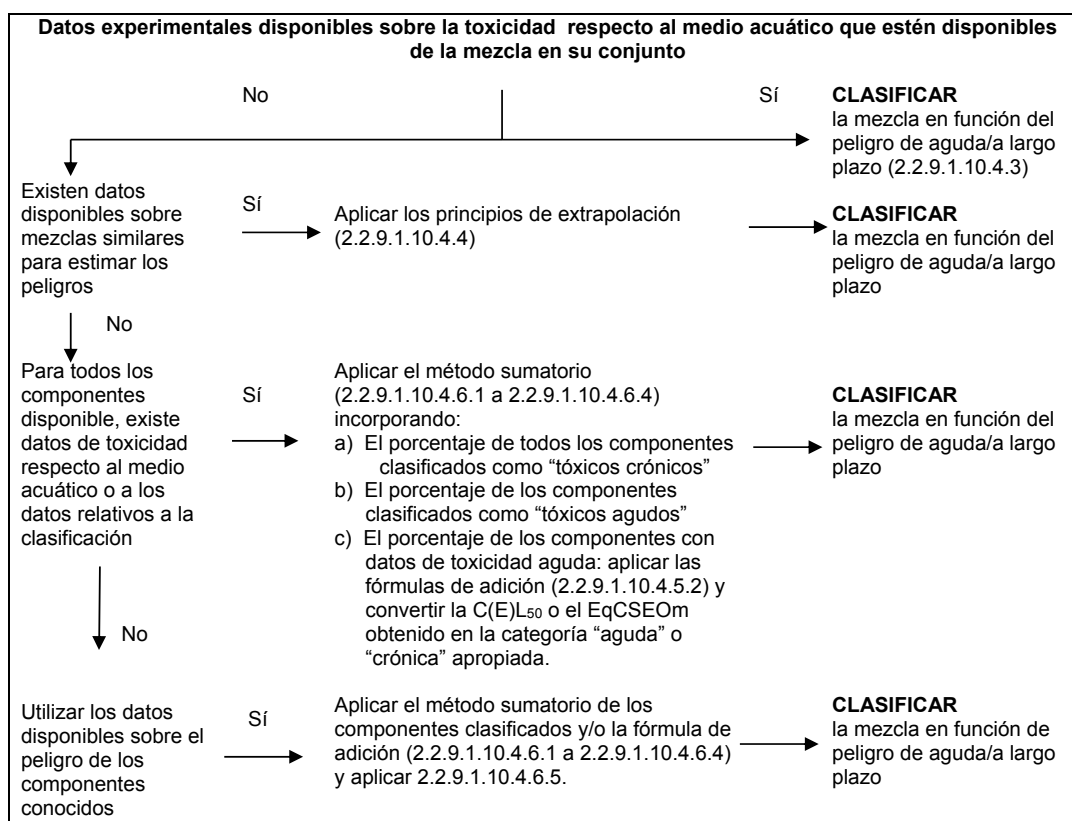 Datos experimentales disponibles sobre la toxicidad respecto al medio acuático que estén disponibles
de la mezcla en su conjunto
No
Sí
CLASIFICAR
la mezcla en función del
peligro de aguda/a largo
plazo (2.2.9.1.10.4.3)
Existen datos
disponibles sobre
mezclas similares
para estimar los
peligros
Sí
Aplicar los principios de extrapolación
(2.2.9.1.10.4.4)
CLASIFICAR
la mezcla en función del
peligro de aguda/a largo
plazo
No
Para todos los
componentes
disponible, existe
datos de toxicidad
respecto al medio
acuático o a los
datos relativos a la
clasificación
Sí
Aplicar el método sumatorio
(2.2.9.1.10.4.6.1 a 2.2.9.1.10.4.6.4)
incorporando:
a) El porcentaje de todos los componentes
clasificados como “tóxicos crónicos”
b) El porcentaje de los componentes
clasificados como “tóxicos agudos”
c) El porcentaje de los componentes con
datos de toxicidad aguda: aplicar las
fórmulas de adición (2.2.9.1.10.4.5.2) y
convertir la C(E)L50 o el EqCSEOm
obtenido en la categoría “aguda” o
“crónica” apropiada.
CLASIFICAR
la mezcla en función del
peligro de aguda/a largo
plazo
No
Utilizar los datos
disponibles sobre el
peligro de los
componentes
conocidos
Sí
Aplicar el método sumatorio de los
componentes clasificados y/o la fórmula de
adición (2.2.9.1.10.4.6.1 a 2.2.9.1.10.4.6.4)
y aplicar 2.2.9.1.10.4.6.5.
CLASIFICAR
la mezcla en función de
peligro de aguda/a largo
plazo